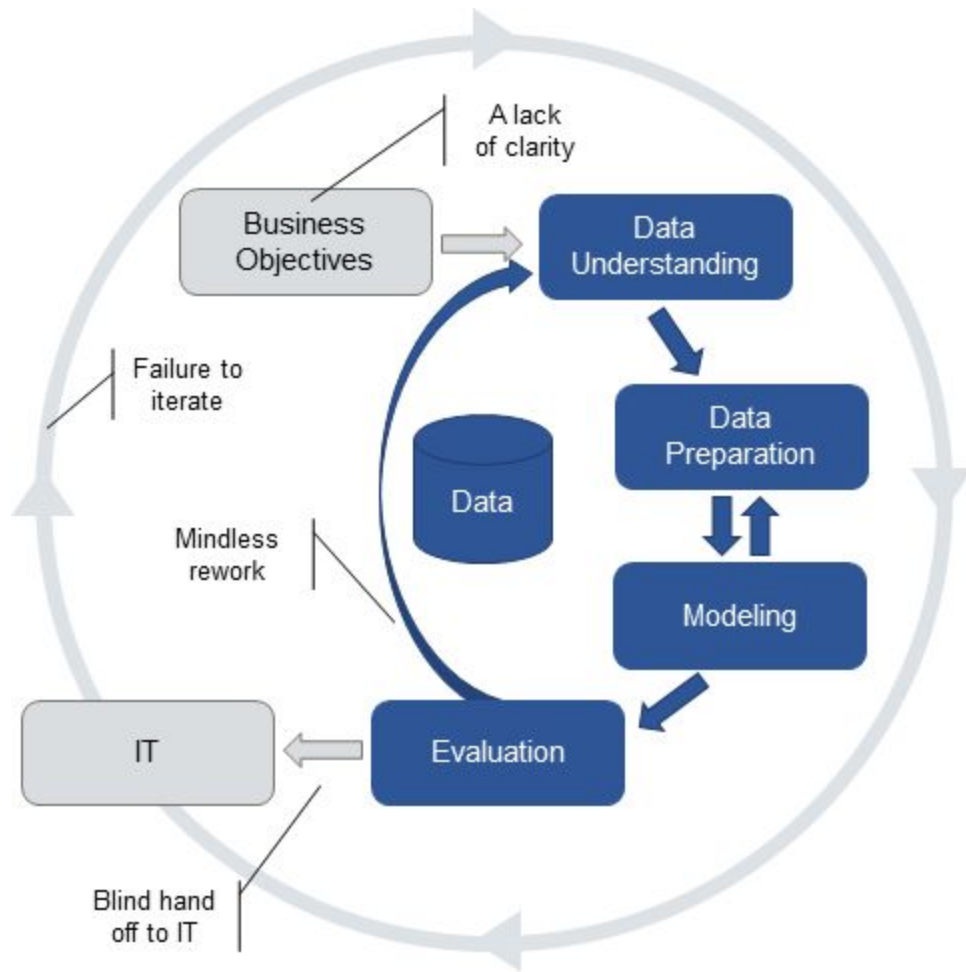 A lack
of clarity
Business
Objectives
Data
Understanding
Failure to
iterate
Data
Preparation
Data
Mindless
rework
Modeling
IT
Evaluation
Blind hand
off to IT